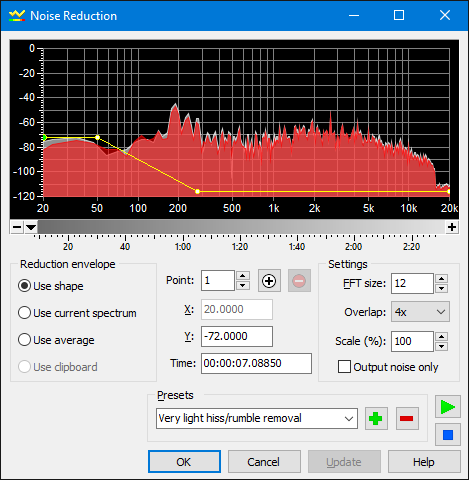 Noise Reduction
0
-20
-40
-60
-80
-100
-120
20 50 100 200 500 1k 2k 5k 10k 20k
20 40 1:00 1:20 1:40 2:00 2:20
Reduction envelope
Use shape
Use current spectrum
Use average
Use clipboard
Point: 1
X: 20.0000
Y: -72.0000
Time: 00:00:07.08850
Settings
FFT size: 12
Overlap: 4x
Scale (%): 100
Output noise only
Presets
Very light hiss/rumble removal
OK Cancel Update Help